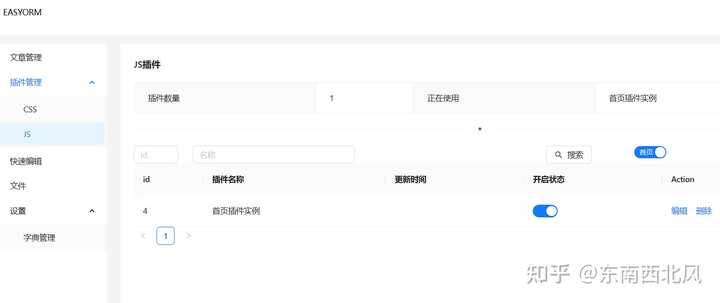 EASYORM
文章管理
插件管理
CSS
JS
快速编辑
文件
设置
字典管理
JS插件
插件数量 1 正在使用 首页插件实例
id 名称 搜索 首页
id 插件名称 更新时间 开启状态 Action
4 首页插件实例 编辑 删除
1
知乎 @东南西北风